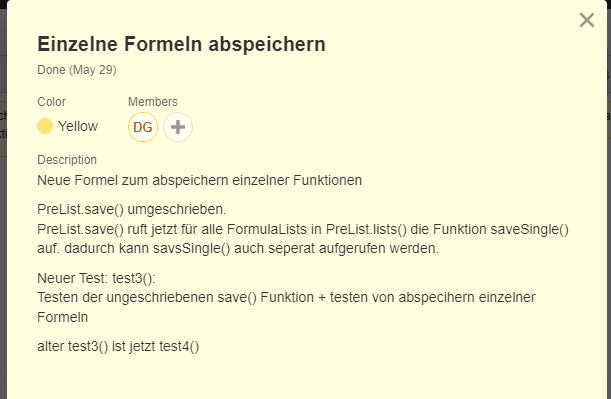 Einzelne Formeln abspeichern
Done (May 29)
Color
Members
Yellow
DG
Description
Neue Formel zum abspeichern einzelner Funktionen
PreList.save() umgeschrieben.
PreList.save() ruft jetzt für alle FormulaLists in PreList.lists() die Funktion saveSingle()
auf. dadurch kann savsSingle() auch seperat aufgerufen werden.
Neuer Test: test3():
Testen der ungeschriebenen save() Funktion + testen von abspecihern einzelner
Formeln
alter test3() ist jetzt test4()